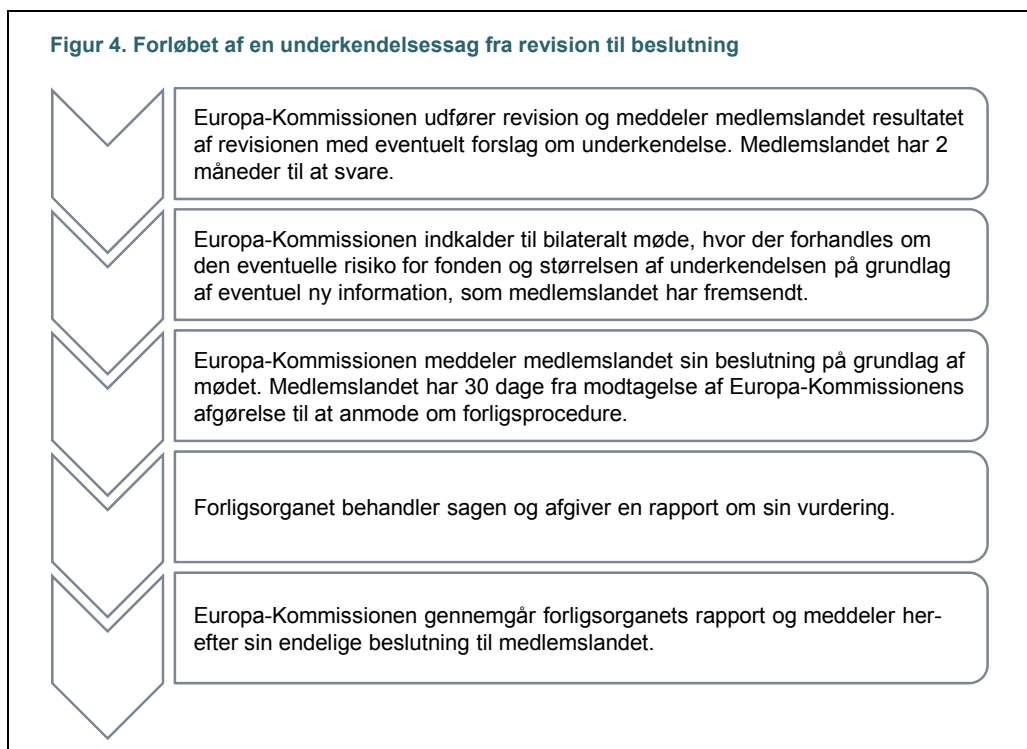 Figur 4. Forløbet af en underkendelsessag fra revision til beslutning
Europa-Kommissionen udfører revision og meddeler medlemslandet resultatet
af revisionen med eventuelt forslag om underkendelse. Medlemslandet har 2
måneder til at svare.
Europa-Kommissionen indkalder til bilateralt møde, hvor der forhandles om
den eventuelle risiko for fonden og størrelsen af underkendelsen på grundlag
af eventuel ny information, som medlemslandet har fremsendt.
Europa-Kommissionen meddeler medlemslandet sin beslutning på grundlag af
mødet. Medlemslandet har 30 dage fra modtagelse af Europa-Kommissionens
afgørelse til at anmode om forligsprocedure.
Forligsorganet behandler sagen og afgiver en rapport om sin vurdering.
Europa-Kommissionen gennemgår forligsorganets rapport og meddeler her-
efter sin endelige beslutning til medlemslandet.